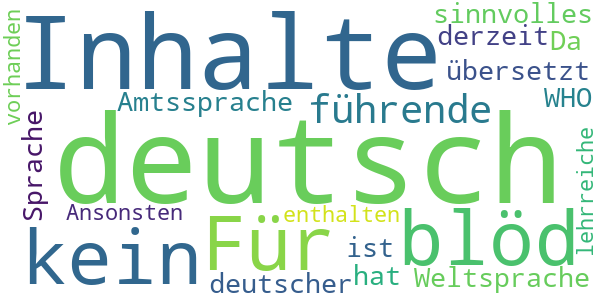 vorhanden
Inhalte
sinnvolles
derzeit
Da
übersetzt
Amtssprache
führende
WHO
Sprache
deutsch
lehrreiche
Ansonsten
enthalten
kein
Für
blöd
ist
deutscher
hat
Weltsprache